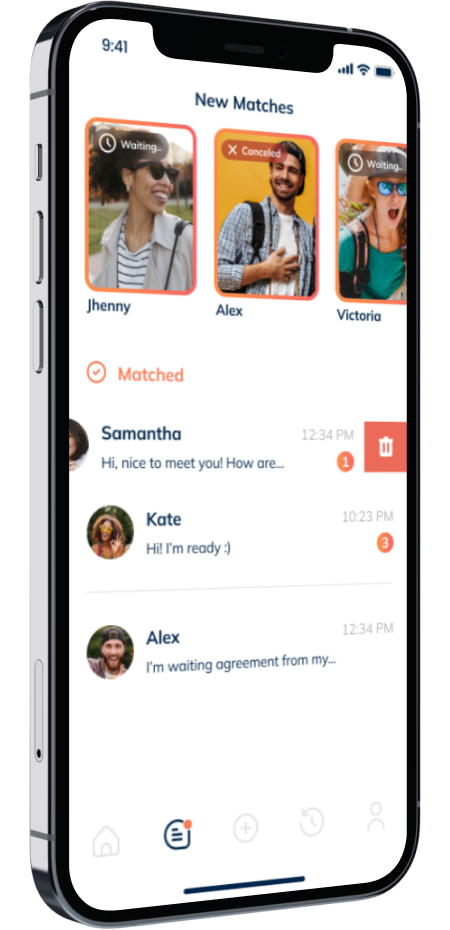 9:41
New Matches
Waiting..
Canceled
Waiting..
Jhenny
Alex
Victoria
Matched
Samantha
12:34 PM
Hi, nice to meet you! How are...
1
Kate
10:23 PM
Hi! I'm ready :)
3
Alex
12:34 PM
I'm waiting agreement from my...